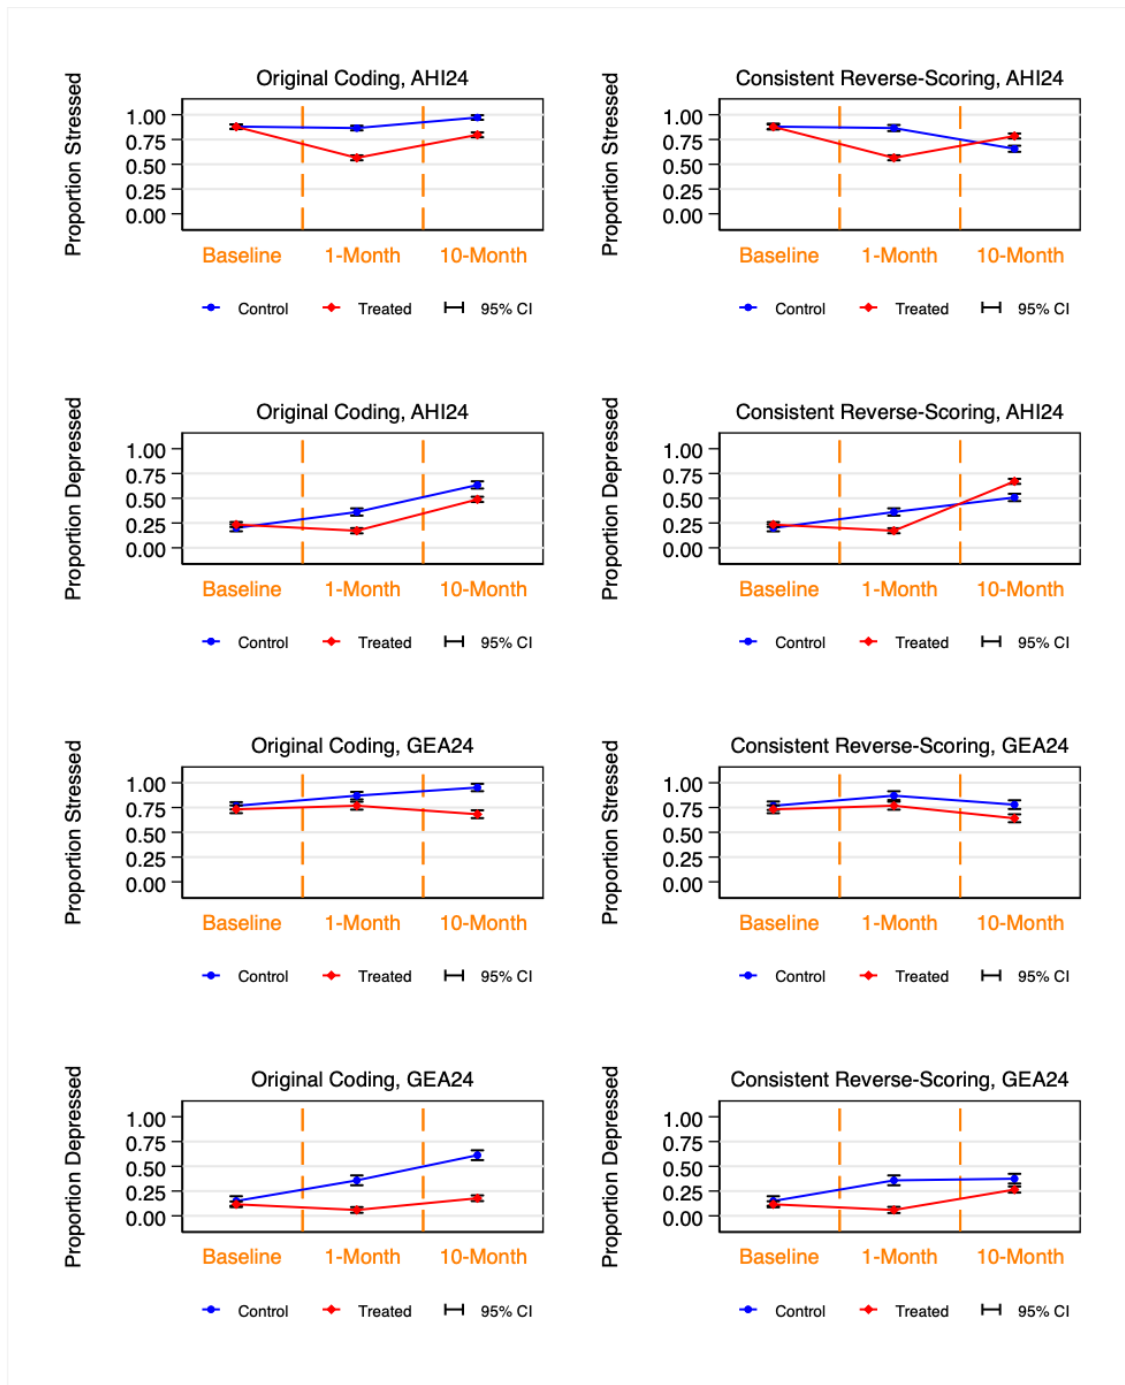 Original Coding, AHI24
Proportion Stressed
1.00
0.75
0.50
0.25
0.00
Baseline 1-Month 10-Month
Control Treated 95% CI
Consistent Reverse-Scoring, AHI24
Proportion Stressed
1.00
0.75
0.50
0.25
0.00
Baseline 1-Month 10-Month
Control Treated 95% CI
Original Coding, AHI24
Proportion Depressed
1.00
0.75
0.50
0.25
0.00
Baseline 1-Month 10-Month
Control Treated 95% CI
Consistent Reverse-Scoring, AHI24
Proportion Depressed
1.00
0.75
0.50
0.25
0.00
Baseline 1-Month 10-Month
Control Treated 95% CI
Original Coding, GEA24
Proportion Stressed
1.00
0.75
0.50
0.25
0.00
Baseline 1-Month 10-Month
Control Treated 95% CI
Consistent Reverse-Scoring, GEA24
Proportion Stressed
1.00
0.75
0.50
0.25
0.00
Baseline 1-Month 10-Month
Control Treated 95% CI
Original Coding, GEA24
Proportion Depressed
1.00
0.75
0.50
0.25
0.00
Baseline 1-Month 10-Month
Control Treated 95% CI
Consistent Reverse-Scoring, GEA24
Proportion Depressed
1.00
0.75
0.50
0.25
0.00
Baseline 1-Month 10-Month
Control Treated 95% CI